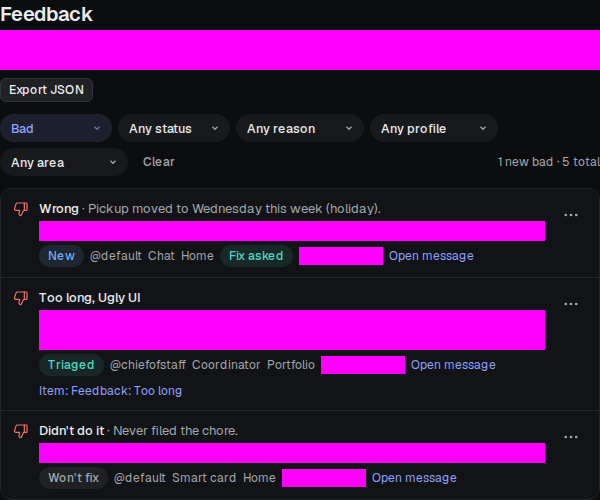 Feedback
Export JSON
Bad Any status Any reason Any profile
Any area Clear 1 new bad · 5 total
Wrong · Pickup moved to Wednesday this week (holiday).
New @default Chat Home Fix asked Open message
Too long, Ugly UI
Triaged @chiefofstaff Coordinator Portfolio Open message
Item: Feedback: Too long
Didn't do it · Never filed the chore.
Won't fix @default Smart card Home Open message